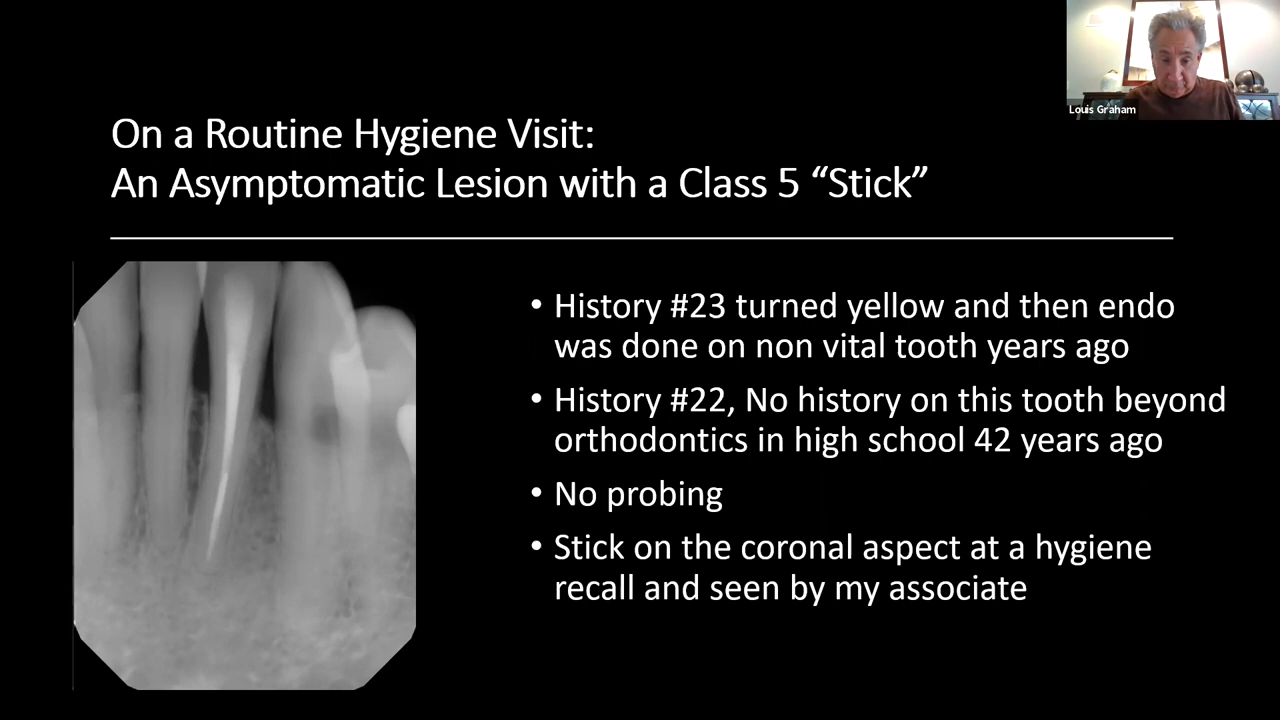 Louis Graham
On a Routine Hygiene Visit:
An Asymptomatic Lesion with a Class 5 “Stick”
• History #23 turned yellow and then endo
was done on non vital tooth years ago
• History #22, No history on this tooth beyond
orthodontics in high school 42 years ago
• No probing
• Stick on the coronal aspect at a hygiene
recall and seen by my associate